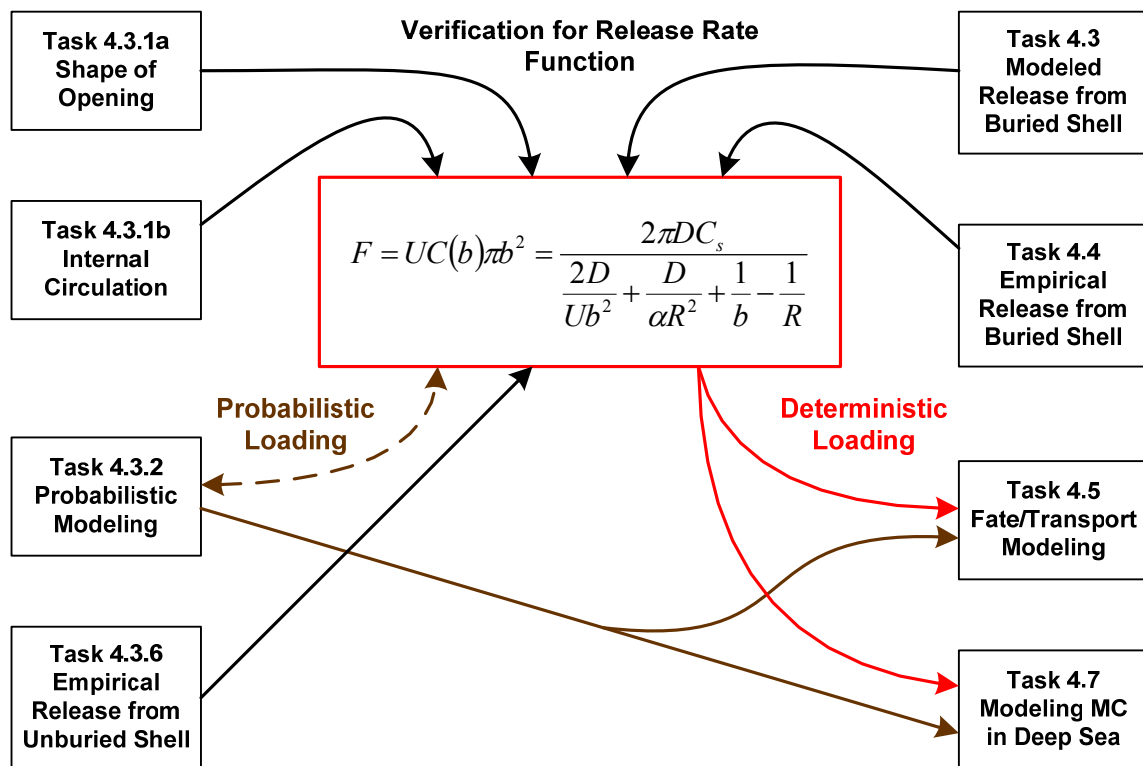 Verification for Release Rate
Function
Task 4.3.1a
Shape of
Opening
Task 4.3.1b
Internal
Circulation
Task 4.3.2
Probabilistic
Modeling
Task 4.3.6
Empirical
Release from
Unburied Shell
F = UC(b)πb² = 2πDCₛ / (2D/Ub² + D/αR² + 1/b − 1/R)
Probabilistic
Loading
Deterministic
Loading
Task 4.3
Modeled
Release from
Buried Shell
Task 4.4
Empirical
Release from
Buried Shell
Task 4.5
Fate/Transport
Modeling
Task 4.7
Modeling MC
in Deep Sea